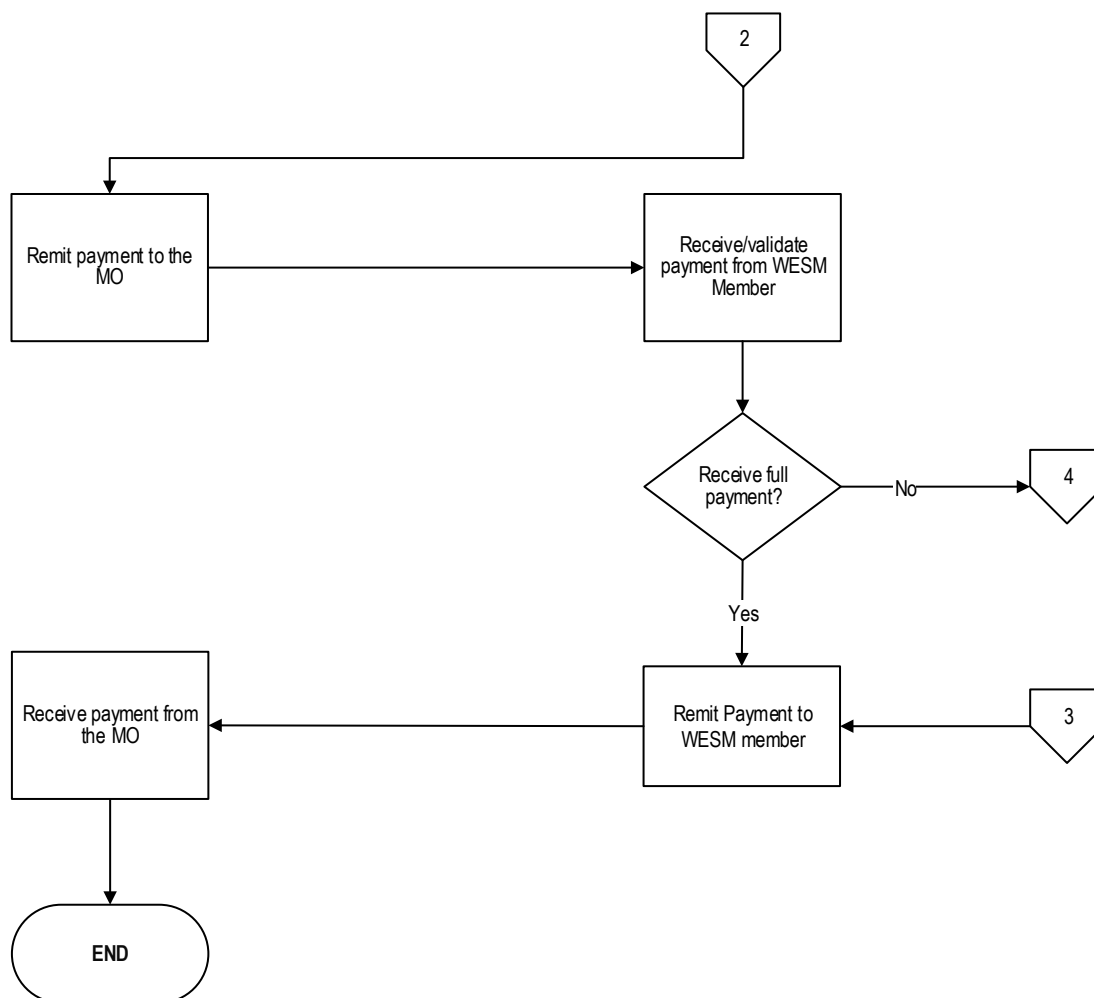 2
Remit payment to the
MO
Receive/validate
payment from WESM
Member
Receive full
payment?
No
4
Yes
Receive payment from
the MO
Remit Payment to
WESM member
3
END